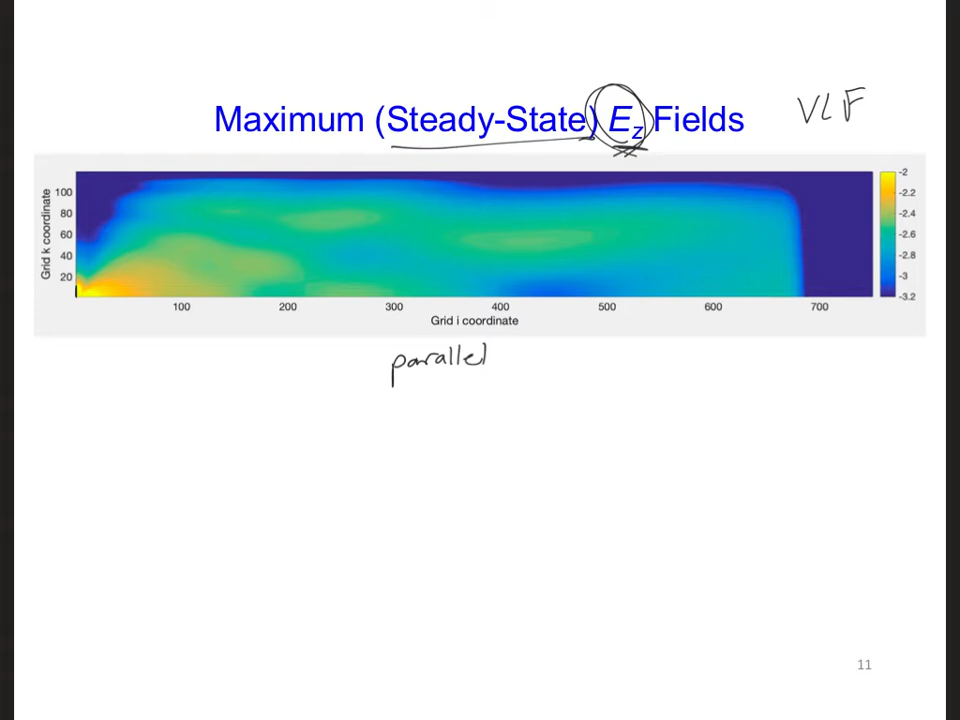 Maximum (Steady-State) Ez Fields
VLF
Grid k coordinate
100
80
60
40
20
100 200 300 400 500 600 700
Grid i coordinate
-2
-2.2
-2.4
-2.6
-2.8
-3
-3.2
parallel
11